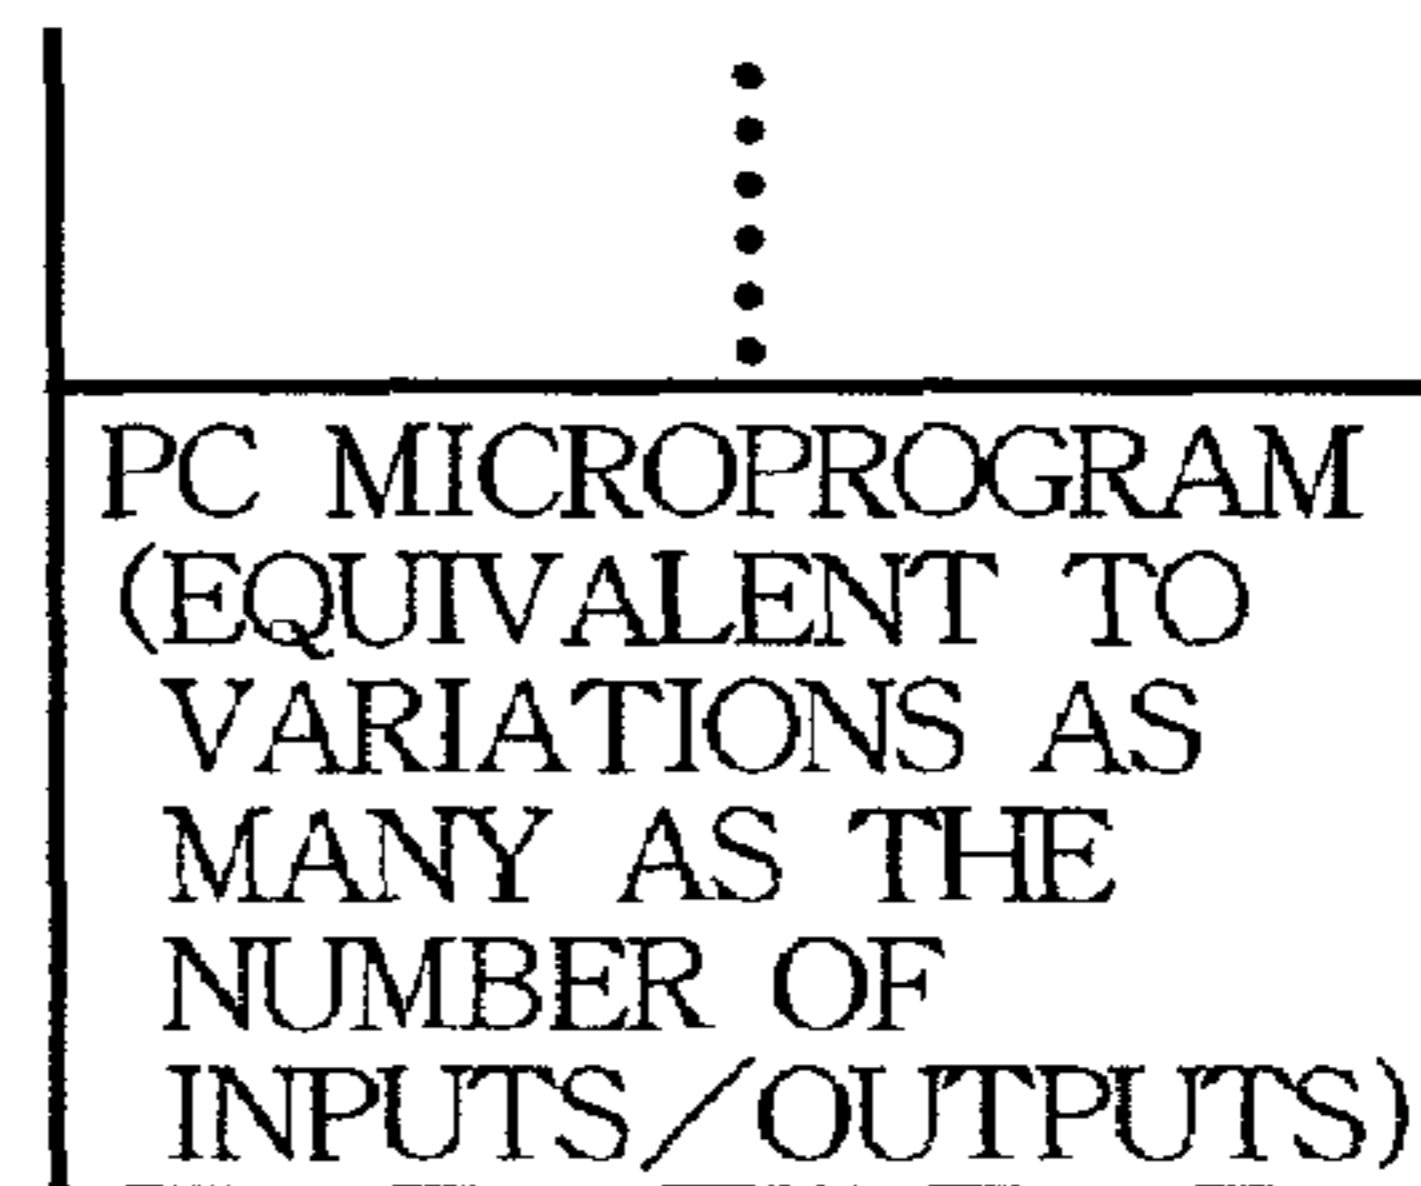 PC MICROPROGRAM
(EQUIVALENT TO
VARIATIONS AS
MANY AS THE
NUMBER OF
INPUTS/OUTPUTS)